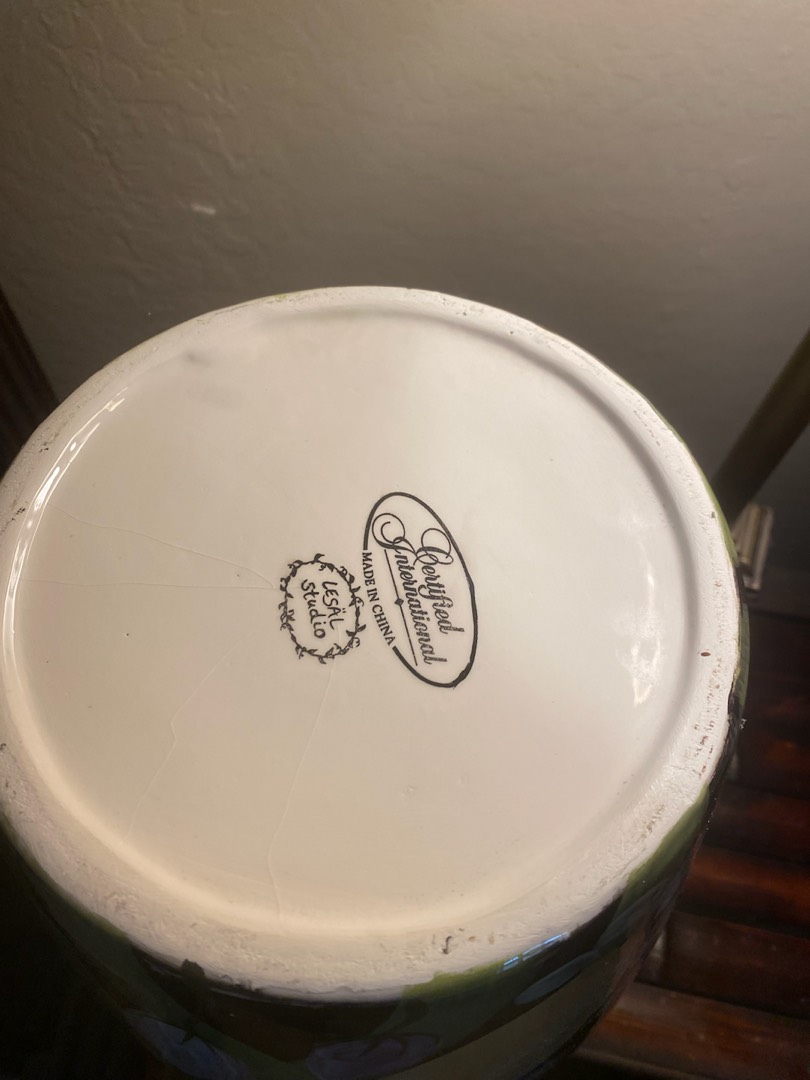 Certified
International
MADE IN CHINA
LESÄL
Studio